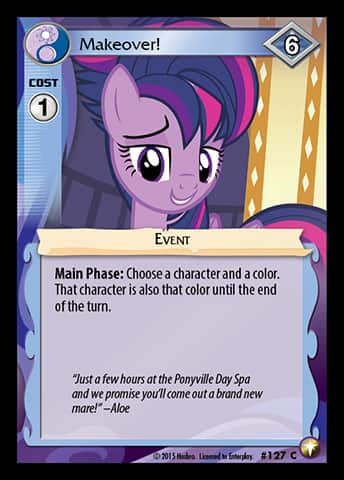 Makeover!
6
COST
1
EVENT
Main Phase: Choose a character and a color.
That character is also that color until the end
of the turn.
"Just a few hours at the Ponyville Day Spa
and we promise you'll come out a brand new
mare!" –Aloe
© 2015 Hasbro. Licensed to Enterplay. #127 C